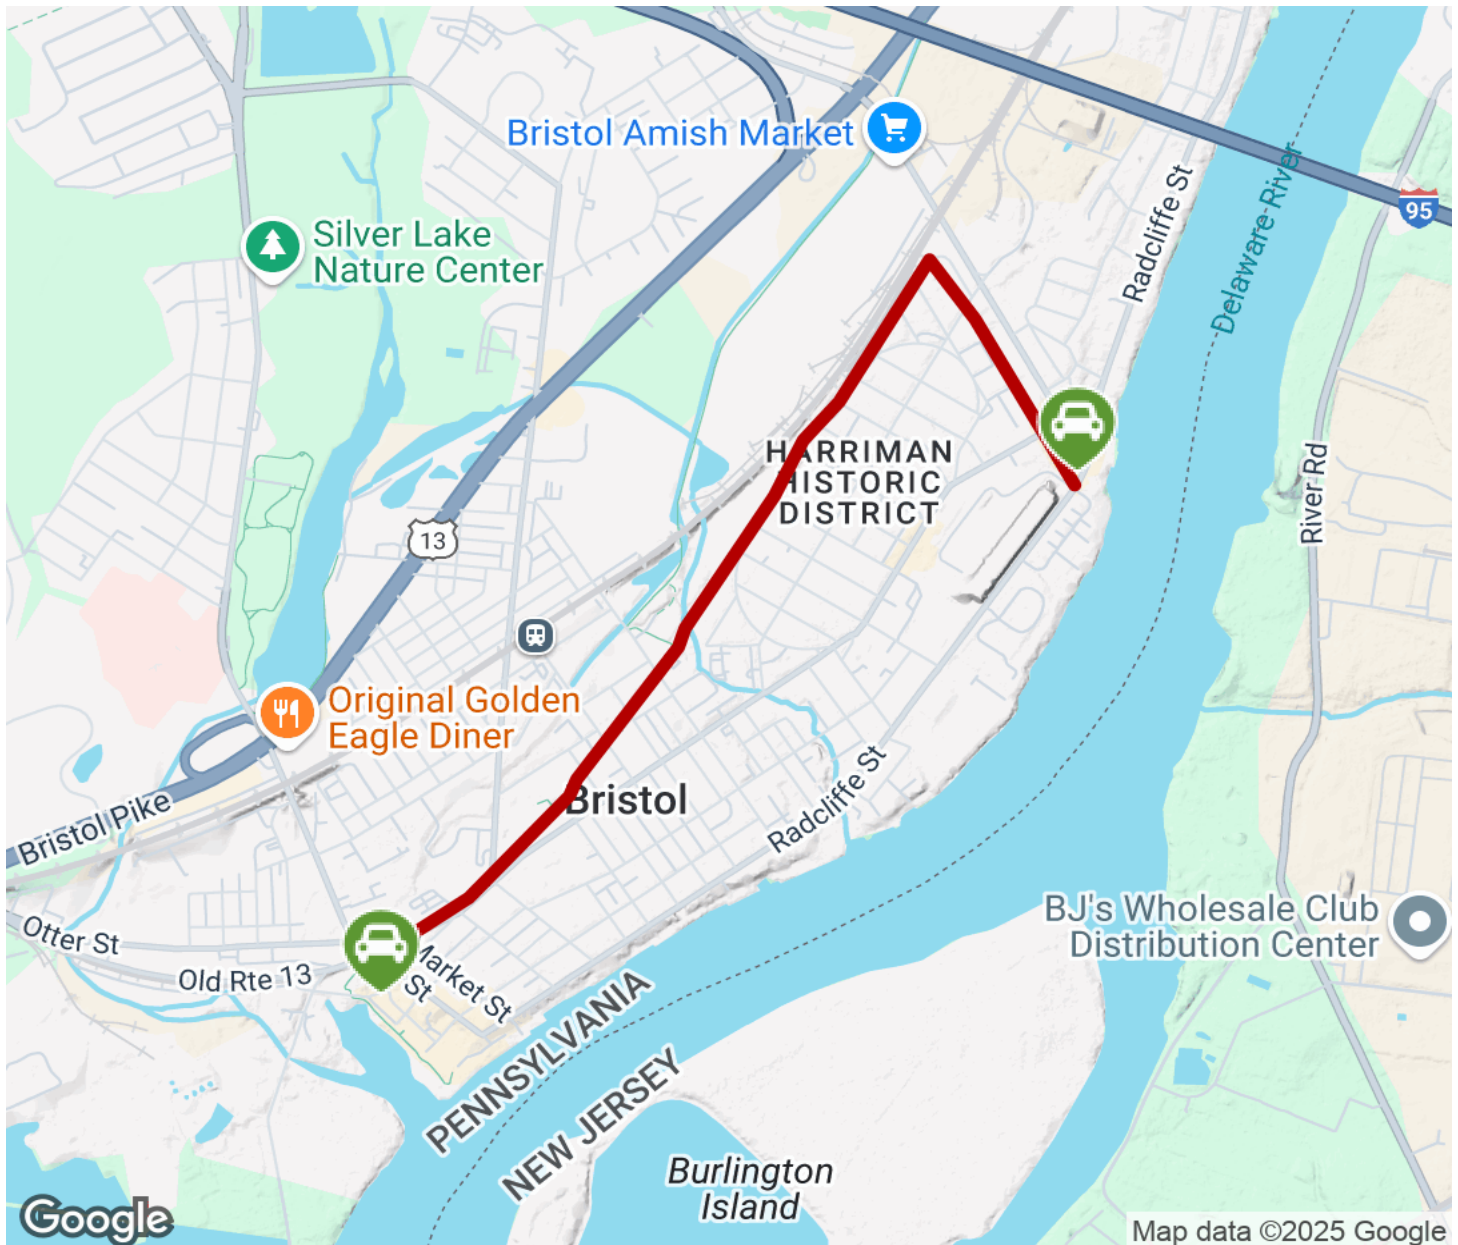 Bristol Amish Market
95
Radcliffe St
Delaware River
Silver Lake
Nature Center
HARRIMAN
HISTORIC
DISTRICT
River Rd
13
Original Golden
Eagle Diner
Bristol
Radcliffe St
Bristol Pike
BJ's Wholesale Club
Distribution Center
Otter St
Old Rte 13
Market St
St
PENNSYLVANIA
NEW JERSEY
Burlington
Island
Google
Map data ©2025 Google